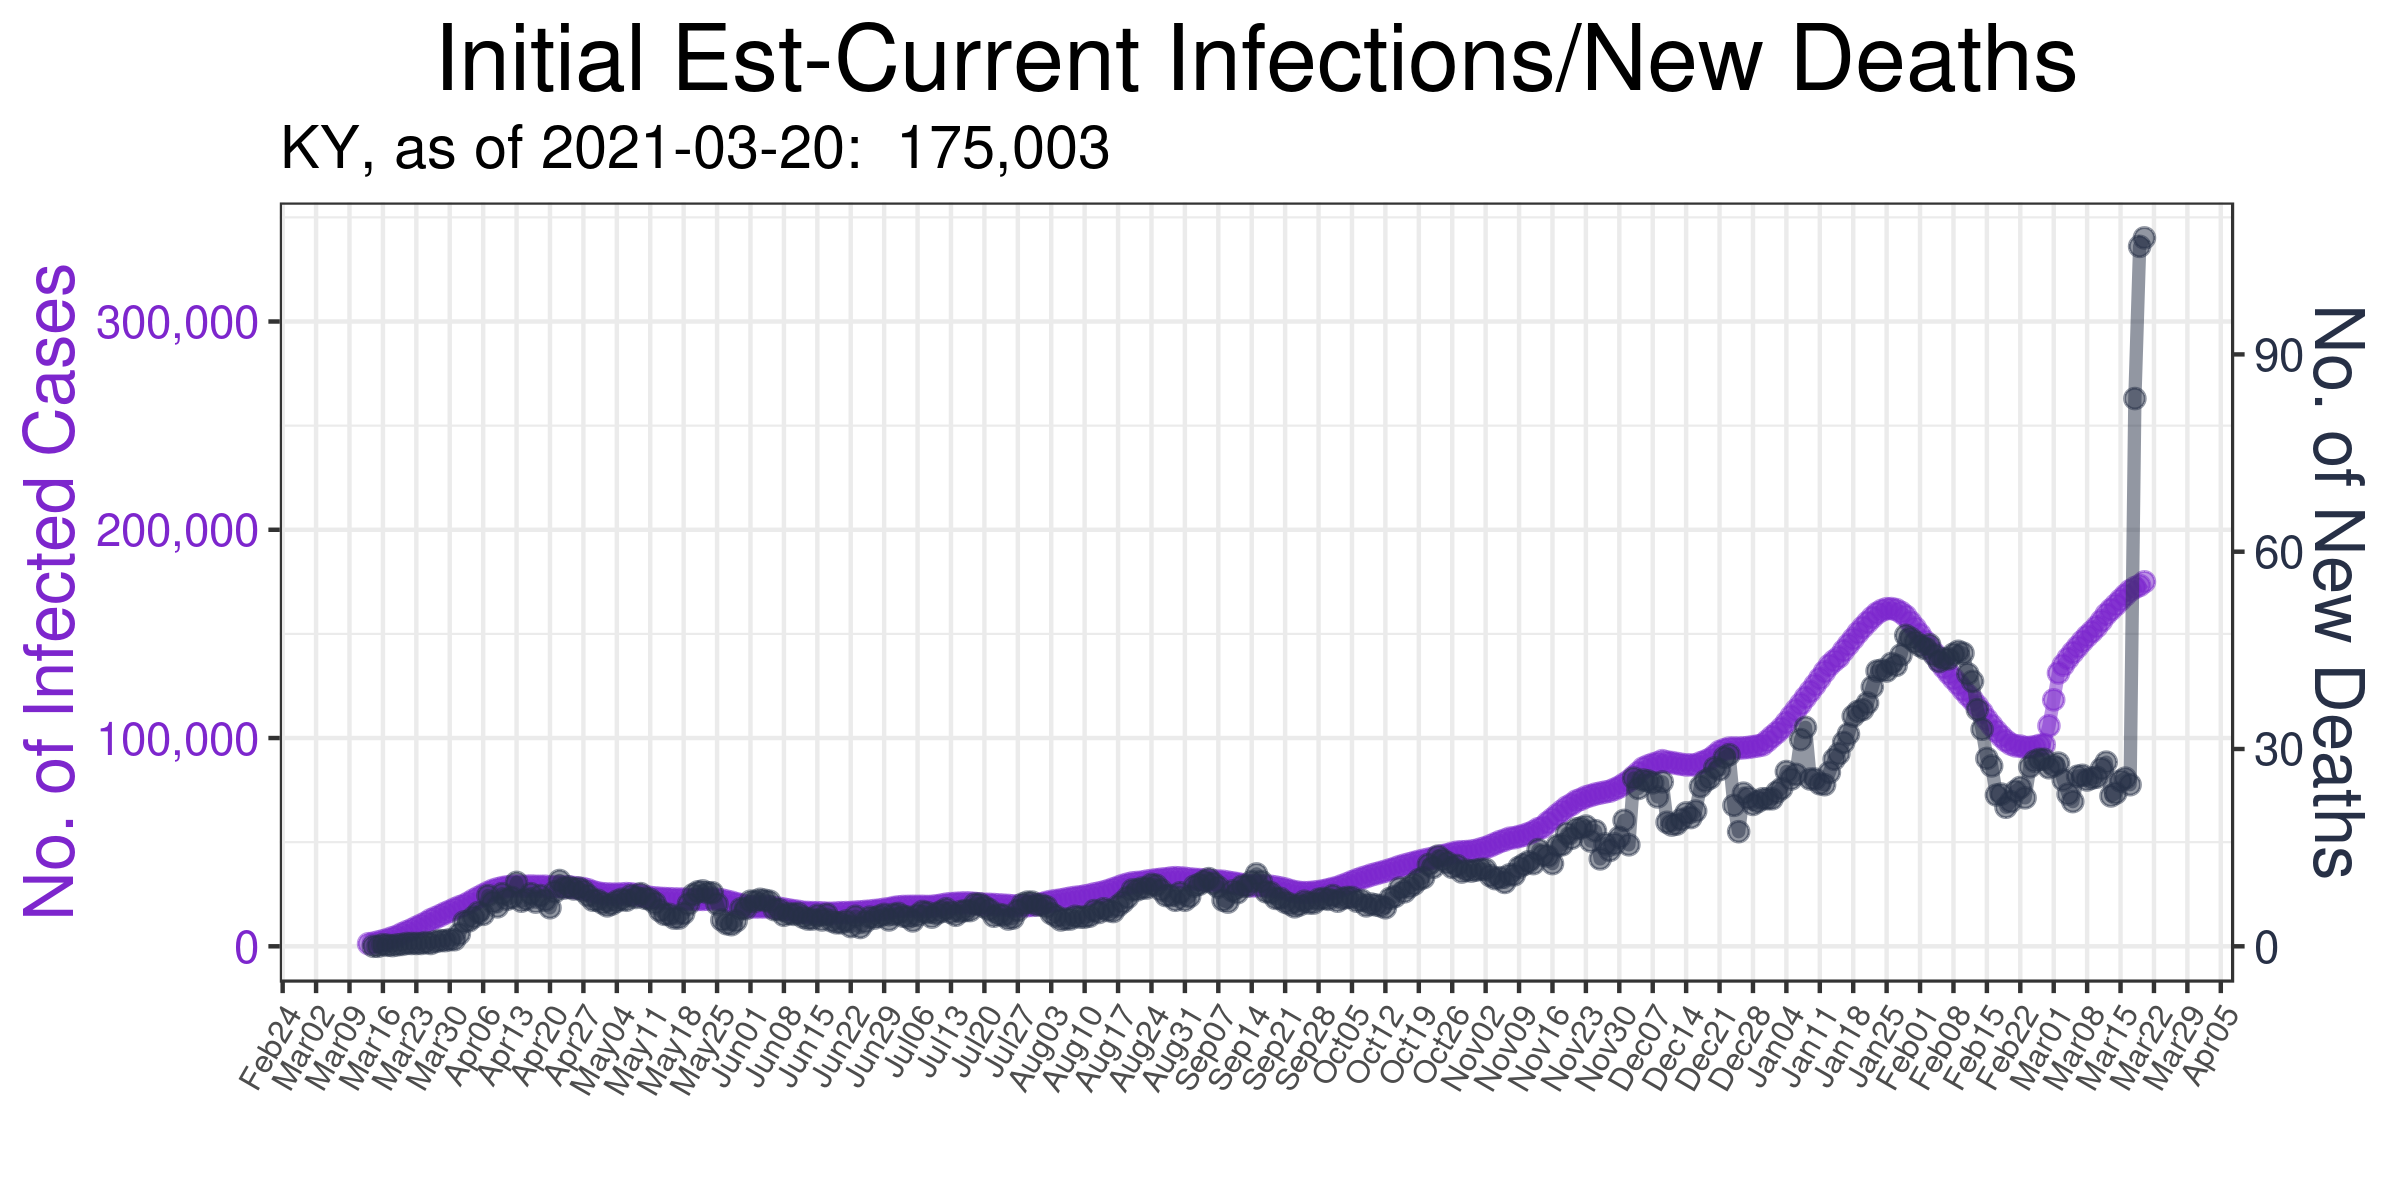 Initial Est-Current Infections/New Deaths
KY, as of 2021-03-20:  175,003
No. of Infected Cases
300,000
200,000
100,000
0
No. of New Deaths
90
60
30
0
Feb24
Mar02
Mar09
Mar16
Mar23
Mar30
Apr06
Apr13
Apr20
Apr27
May04
May11
May18
May25
Jun01
Jun08
Jun15
Jun22
Jun29
Jul06
Jul13
Jul20
Jul27
Aug03
Aug10
Aug17
Aug24
Aug31
Sep07
Sep14
Sep21
Sep28
Oct05
Oct12
Oct19
Oct26
Nov02
Nov09
Nov16
Nov23
Nov30
Dec07
Dec14
Dec21
Dec28
Jan04
Jan11
Jan18
Jan25
Feb01
Feb08
Feb15
Feb22
Mar01
Mar08
Mar15
Mar22
Mar29
Apr05